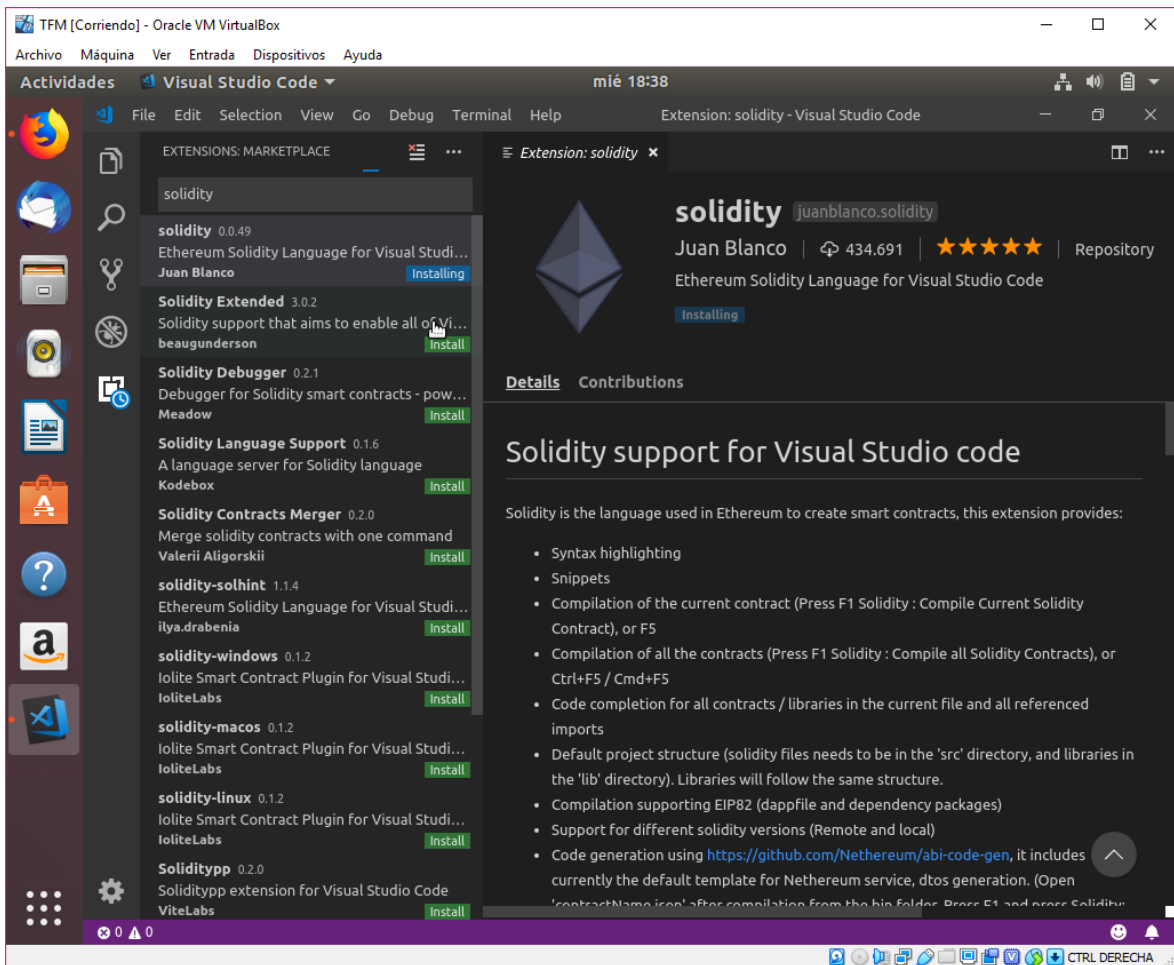 TFM [Corriendo] - Oracle VM VirtualBox
Archivo Máquina Ver Entrada Dispositivos Ayuda
Actividades Visual Studio Code mié 18:38
File Edit Selection View Go Debug Terminal Help Extension: solidity - Visual Studio Code
EXTENSIONS: MARKETPLACE
solidity
solidity 0.0.49
Ethereum Solidity Language for Visual Studi...
Juan Blanco Installing
Solidity Extended 3.0.2
Solidity support that aims to enable all of Vi...
beaugunderson Install
Solidity Debugger 0.2.1
Debugger for Solidity smart contracts - pow...
Meadow Install
Solidity Language Support 0.1.6
A language server for Solidity language
Kodebox Install
Solidity Contracts Merger 0.2.0
Merge solidity contracts with one command
Valerii Aligorskii Install
solidity-solhint 1.1.4
Ethereum Solidity Language for Visual Studi...
ilya.drabenia Install
solidity-windows 0.1.2
Iolite Smart Contract Plugin for Visual Studi...
IoliteLabs Install
solidity-macos 0.1.2
Iolite Smart Contract Plugin for Visual Studi...
IoliteLabs Install
solidity-linux 0.1.2
Iolite Smart Contract Plugin for Visual Studi...
IoliteLabs Install
Soliditypp 0.2.0
Soliditypp extension for Visual Studio Code
ViteLabs Install
Extension: solidity
solidity juanblanco.solidity
Juan Blanco 434.691 Repository
Ethereum Solidity Language for Visual Studio Code
Installing
Details Contributions
Solidity support for Visual Studio code
Solidity is the language used in Ethereum to create smart contracts, this extension provides:
• Syntax highlighting
• Snippets
• Compilation of the current contract (Press F1 Solidity : Compile Current Solidity
Contract), or F5
• Compilation of all the contracts (Press F1 Solidity : Compile all Solidity Contracts), or
Ctrl+F5 / Cmd+F5
• Code completion for all contracts / libraries in the current file and all referenced
imports
• Default project structure (solidity files needs to be in the 'src' directory, and libraries in
the 'lib' directory). Libraries will follow the same structure.
• Compilation supporting EIP82 (dappfile and dependency packages)
• Support for different solidity versions (Remote and local)
• Code generation using https://github.com/Nethereum/abi-code-gen, it includes
currently the default template for Nethereum service, dtos generation. (Open
'contractName.json' after compilation from the bin folder. Press F1 and press Solidity:
0 0
CTRL DERECHA